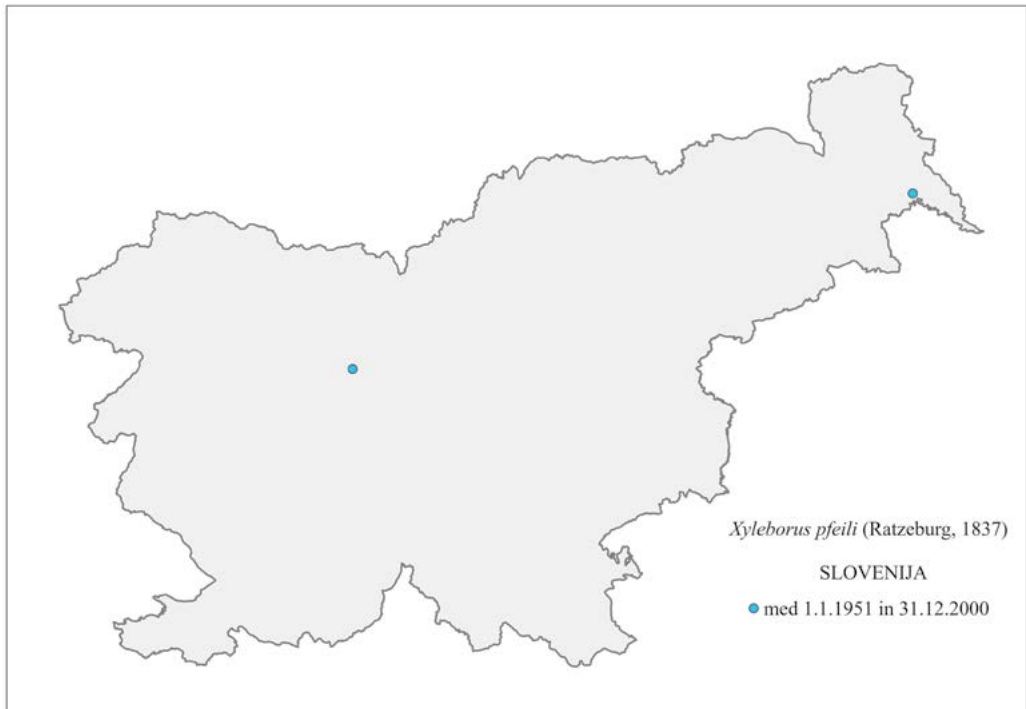 Xyleborus pfeili (Ratzeburg, 1837)
SLOVENIJA
med 1.1.1951 in 31.12.2000